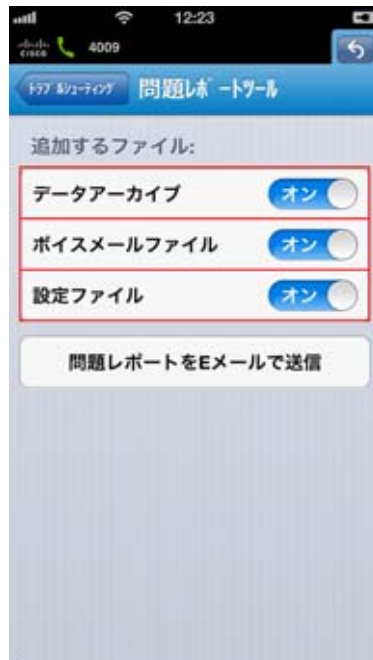 12:23
cisco 4009
トラブルシューティング 問題レポートツール
追加するファイル:
データアーカイブ オン
ボイスメールファイル オン
設定ファイル オン
問題レポートをEメールで送信